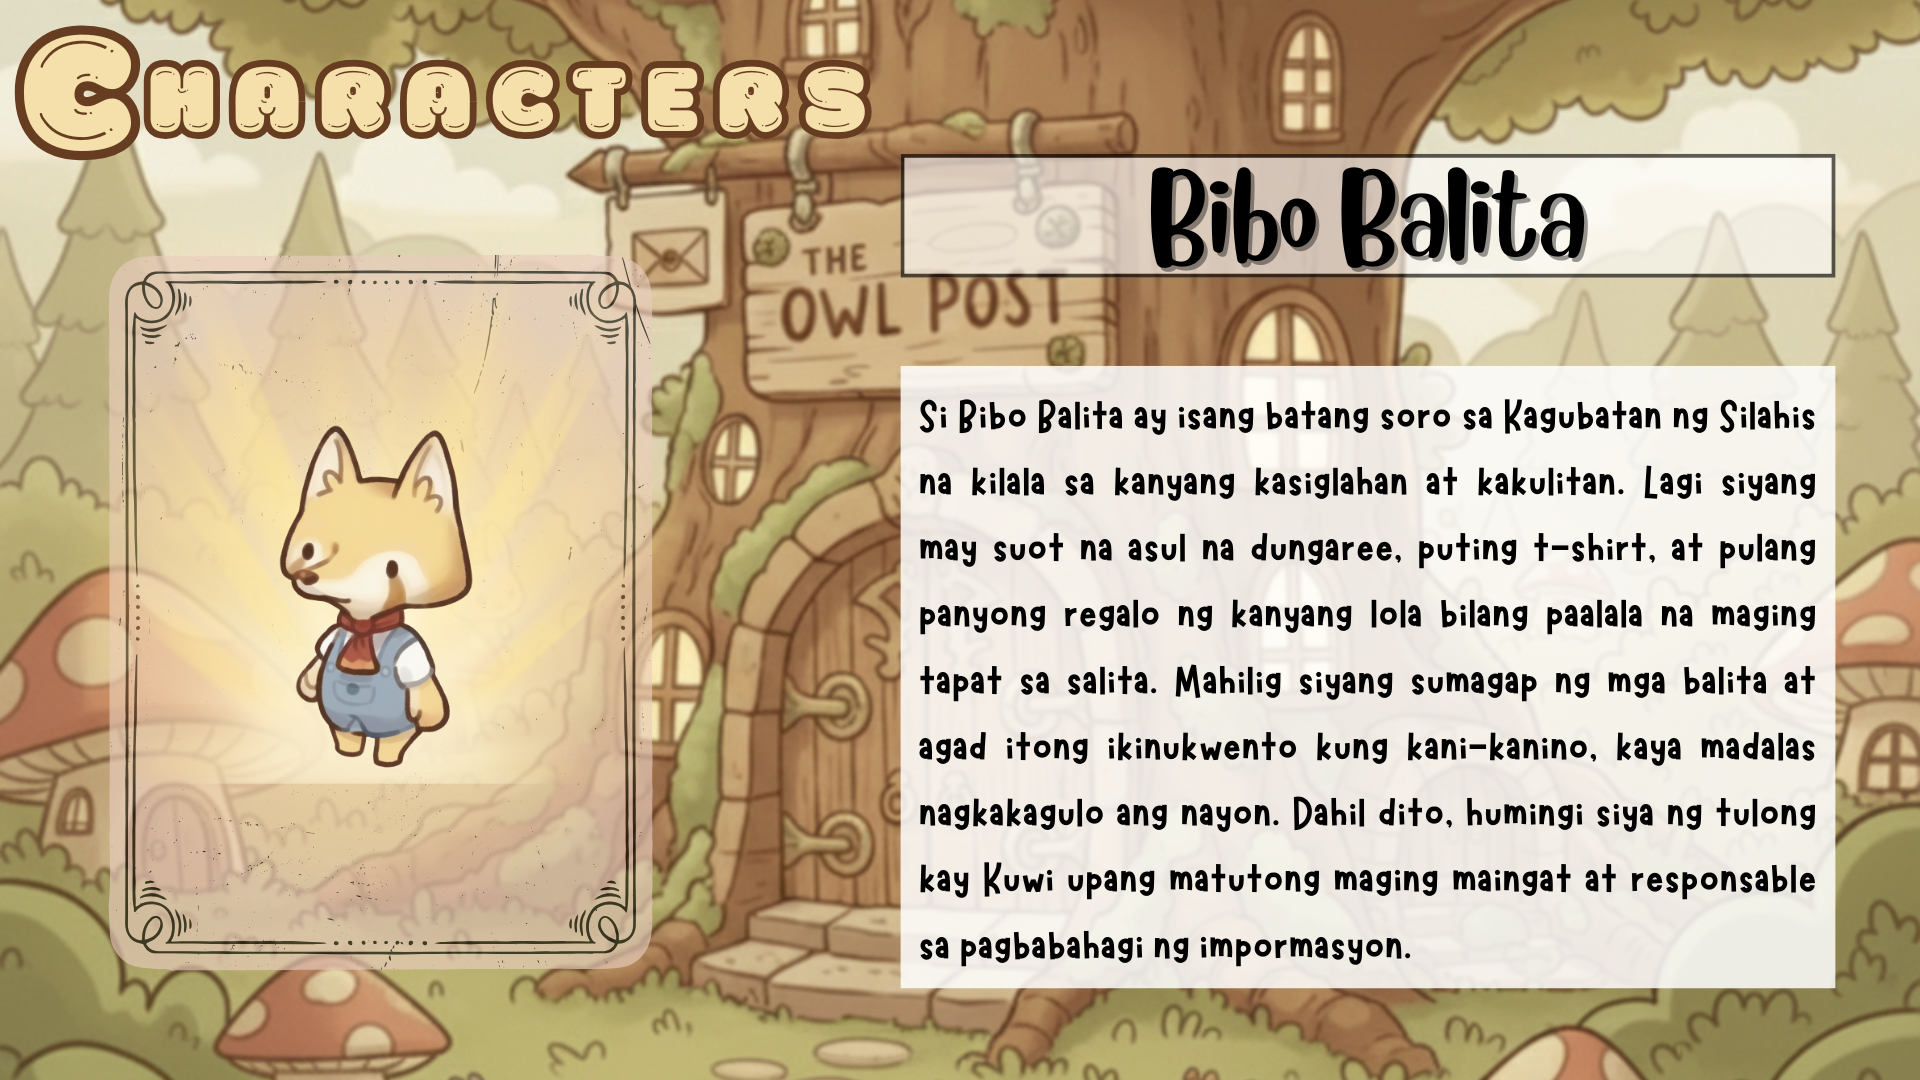 CHARACTERS
THE
OWL POST
Bibo Balita
Si Bibo Balita ay isang batang soro sa Kagubatan ng Silahis
na kilala sa kanyang kasiglahan at kakulitan. Lagi siyang
may suot na asul na dungaree, puting t-shirt, at pulang
panyong regalo ng kanyang lola bilang paalala na maging
tapat sa salita. Mahilig siyang sumagap ng mga balita at
agad itong ikinukwento kung kani-kanino, kaya madalas
nagkakagulo ang nayon. Dahil dito, humingi siya ng tulong
kay Kuwi upang matutong maging maingat at responsable
sa pagbabahagi ng impormasyon.